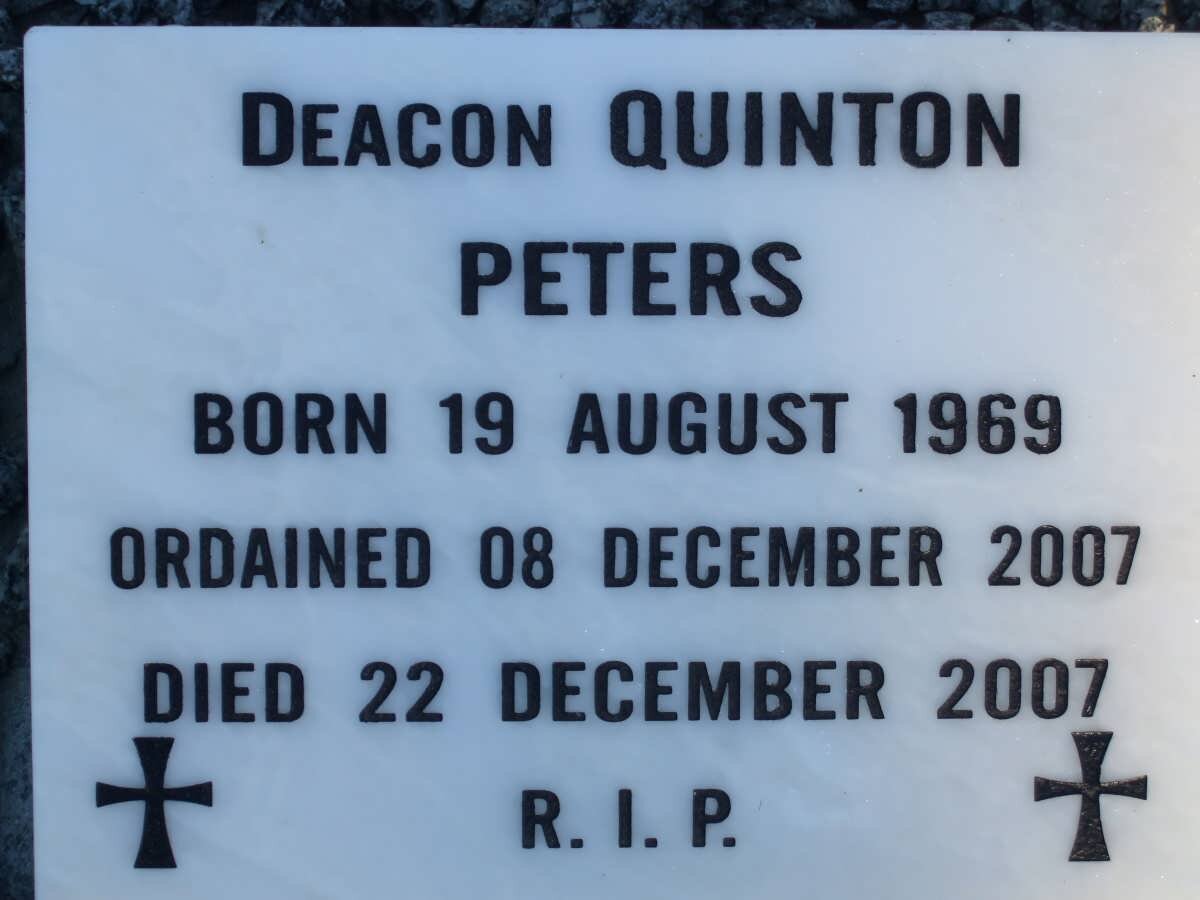 DEACON QUINTON
PETERS
BORN 19 AUGUST 1969
ORDAINED 08 DECEMBER 2007
DIED 22 DECEMBER 2007
R. I. P.